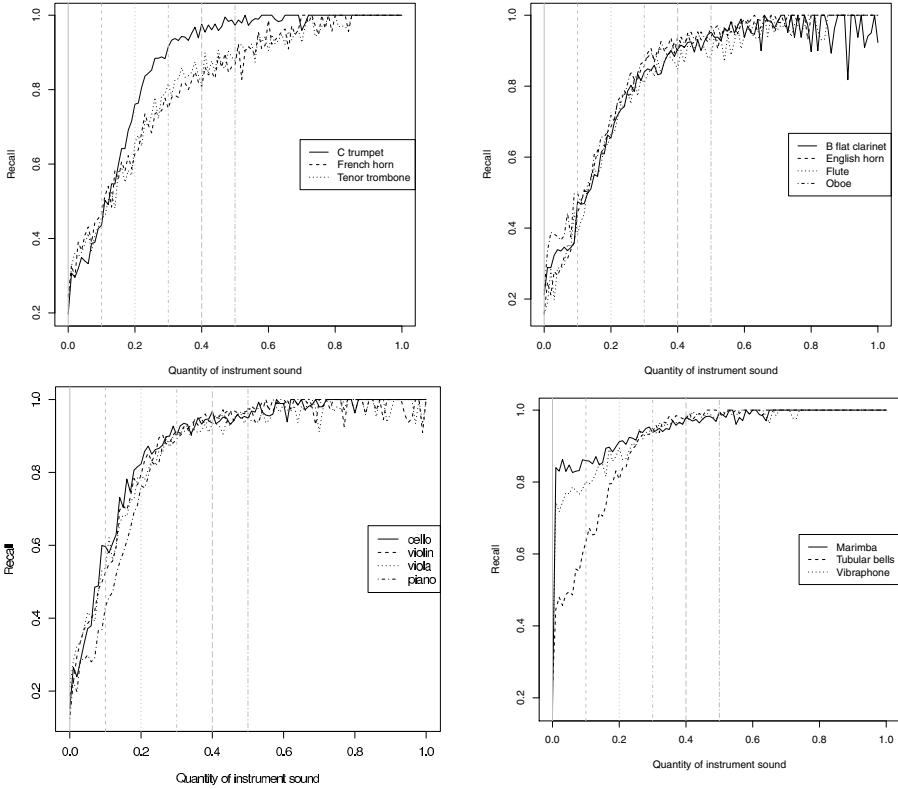 Recall
1.0
0.8
0.6
0.4
0.2
C trumpet
French horn
Tenor trombone
0.0 0.2 0.4 0.6 0.8 1.0
Quantity of instrument sound
Recall
1.0
0.8
0.6
0.4
0.2
B flat clarinet
English horn
Flute
Oboe
0.0 0.2 0.4 0.6 0.8 1.0
Quantity of instrument sound
Recall
1.0
0.8
0.6
0.4
0.2
cello
violin
viola
piano
0.0 0.2 0.4 0.6 0.8 1.0
Quantity of instrument sound
Recall
1.0
0.8
0.6
0.4
0.2
Marimba
Tubular bells
Vibraphone
0.0 0.2 0.4 0.6 0.8 1.0
Quantity of instrument sound